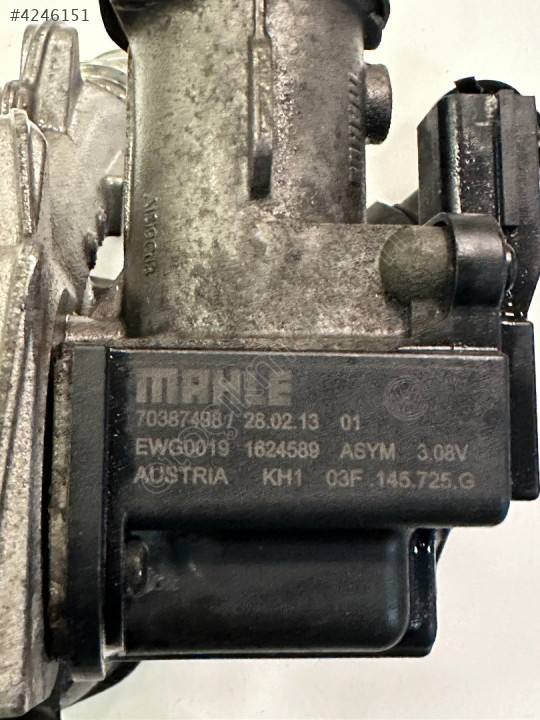 #4246151
MAHLE
70387498/ 28.02.13 01
EWG0019 1624589 ASYM 3.08V
AUSTRIA KH1 03F.145.725.G